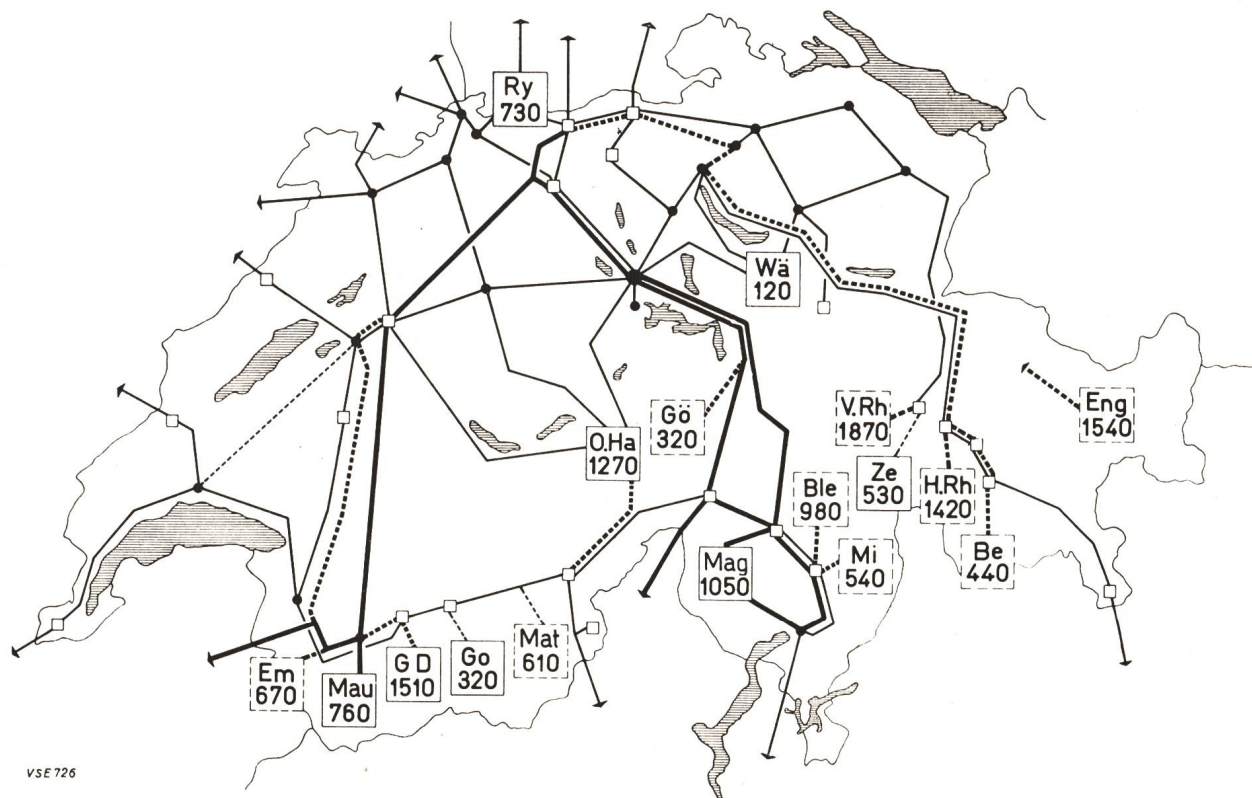 Ry
730
Wä
120
Gö
320
O.Ha
1270
V.Rh
1870
Eng
1540
Ze
530
H.Rh
1420
Ble
980
Mi
540
Be
440
Mag
1050
Mat
610
Go
320
G D
1510
Em
670
Mau
760
VSE 726